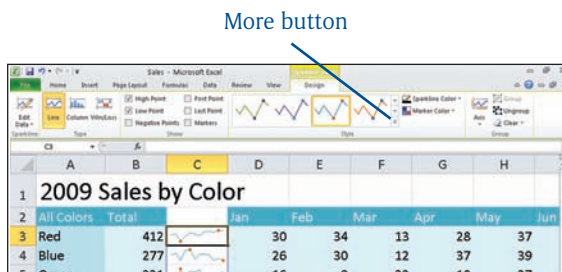 More button
Sales - Microsoft Excel
File Home Insert Page Layout Formulas Data Review View Design
Edit Data Line Column Win/Loss High Point First Point Sparkline Color Group
Low Point Last Point Marker Color Axis Ungroup
Negative Points Markers Clear
Sparkline Type Show Style Group
C3 fx
A B C D E F G H
1 2009 Sales by Color
2 All Colors Total Jan Feb Mar Apr May Jun
3 Red 412 30 34 13 28 37
4 Blue 277 26 30 12 37 39